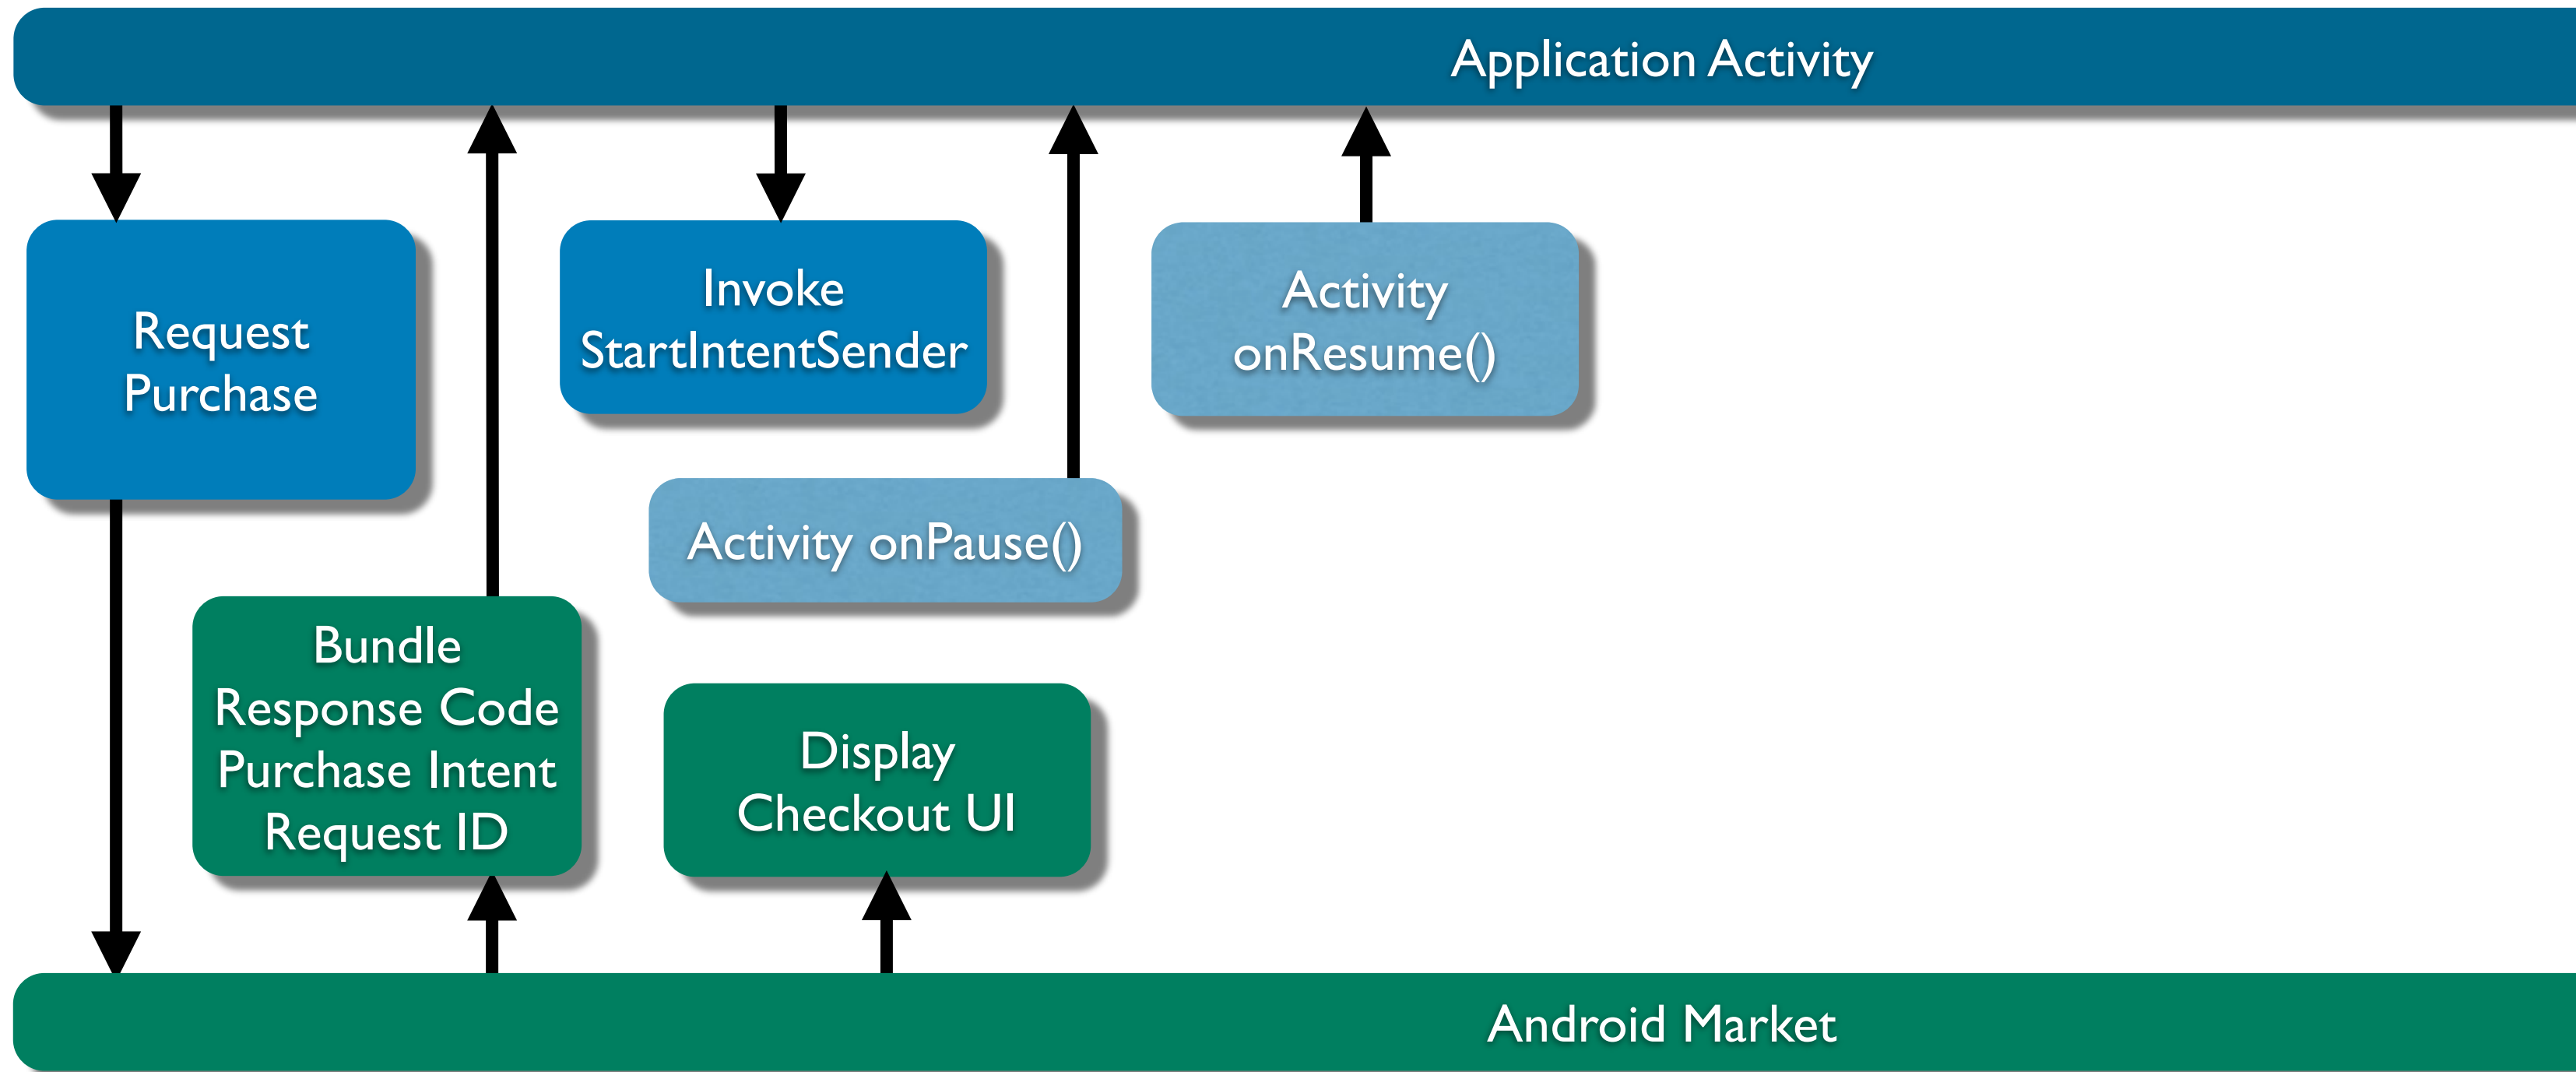 Application Activity
Request
Purchase
Invoke
StartIntentSender
Activity
onResume()
Activity onPause()
Bundle
Response Code
Purchase Intent
Request ID
Display
Checkout UI
Android Market